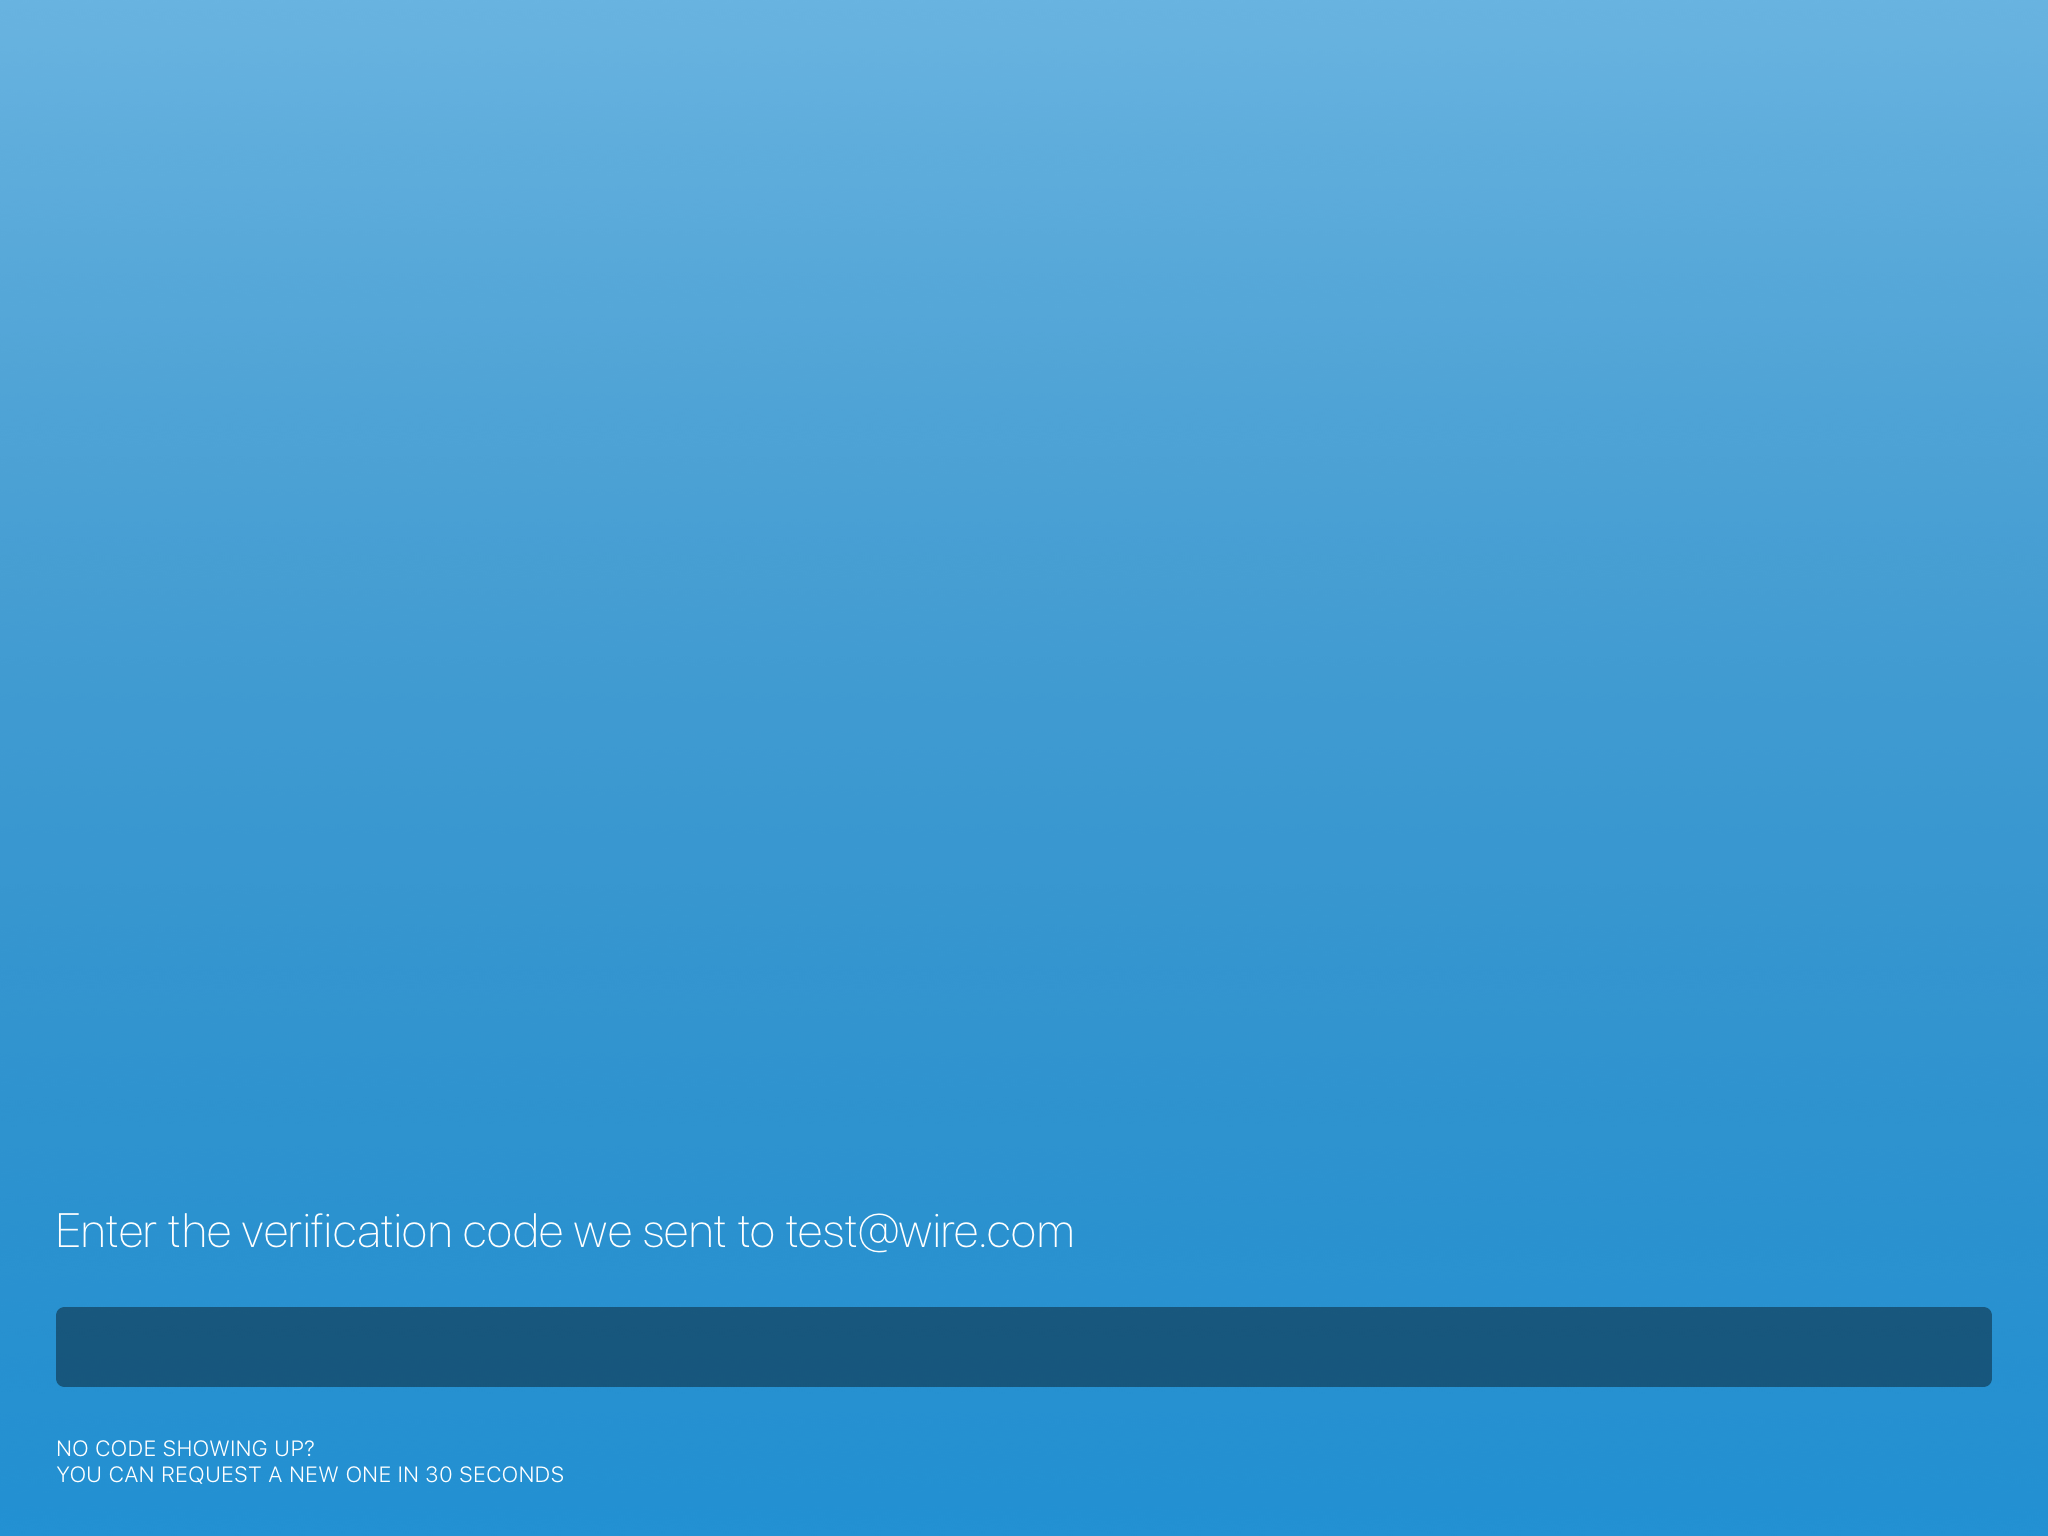 Enter the verification code we sent to test@wire.com
NO CODE SHOWING UP?
YOU CAN REQUEST A NEW ONE IN 30 SECONDS